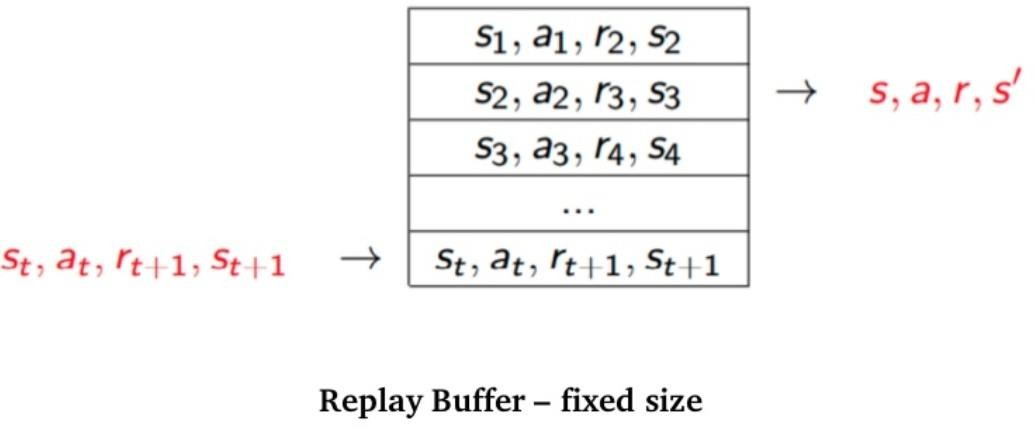 s₁, a₁, r₂, s₂
s₂, a₂, r₃, s₃ → s, a, r, s′
s₃, a₃, r₄, s₄
...
sₜ, aₜ, rₜ₊₁, sₜ₊₁ → sₜ, aₜ, rₜ₊₁, sₜ₊₁
Replay Buffer – fixed size